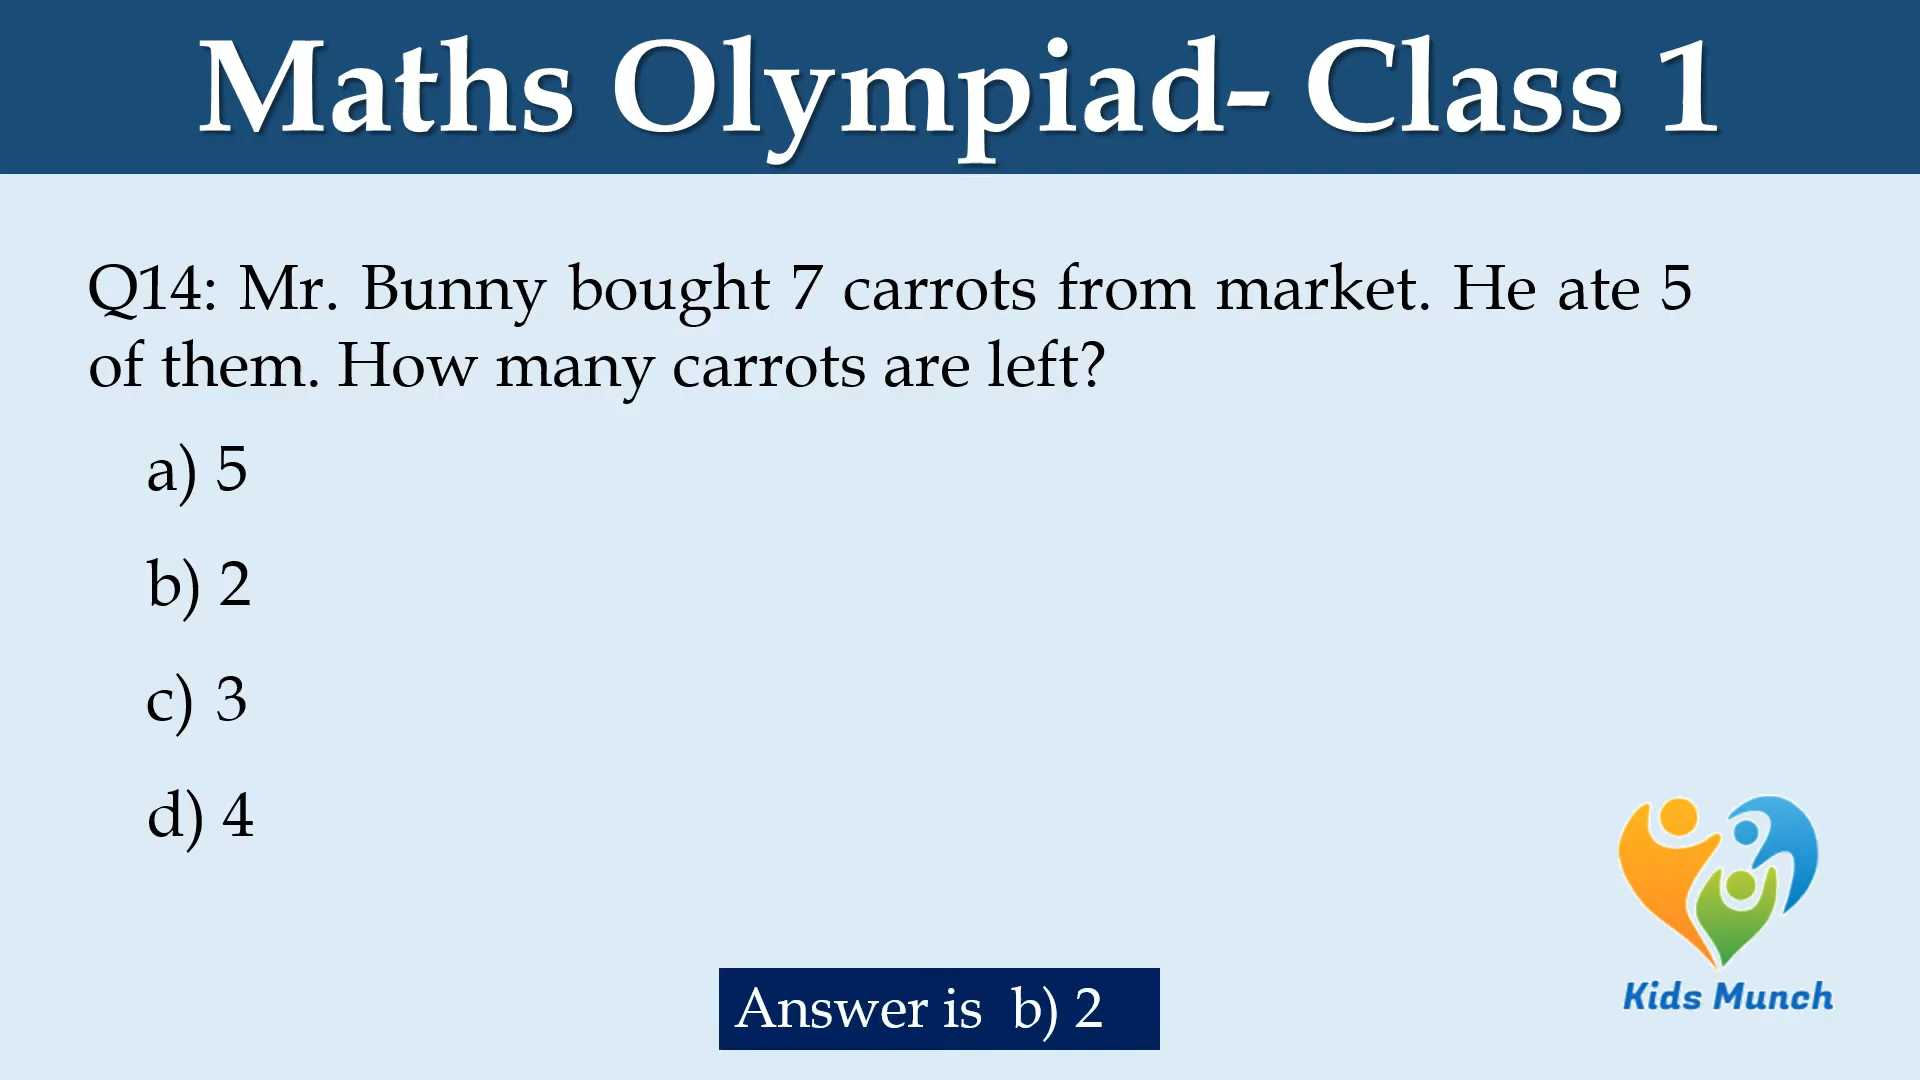 Maths Olympiad- Class 1
Q14: Mr. Bunny bought 7 carrots from market. He ate 5
of them. How many carrots are left?
a) 5
b) 2
c) 3
d) 4
Kids Munch
Answer is b) 2